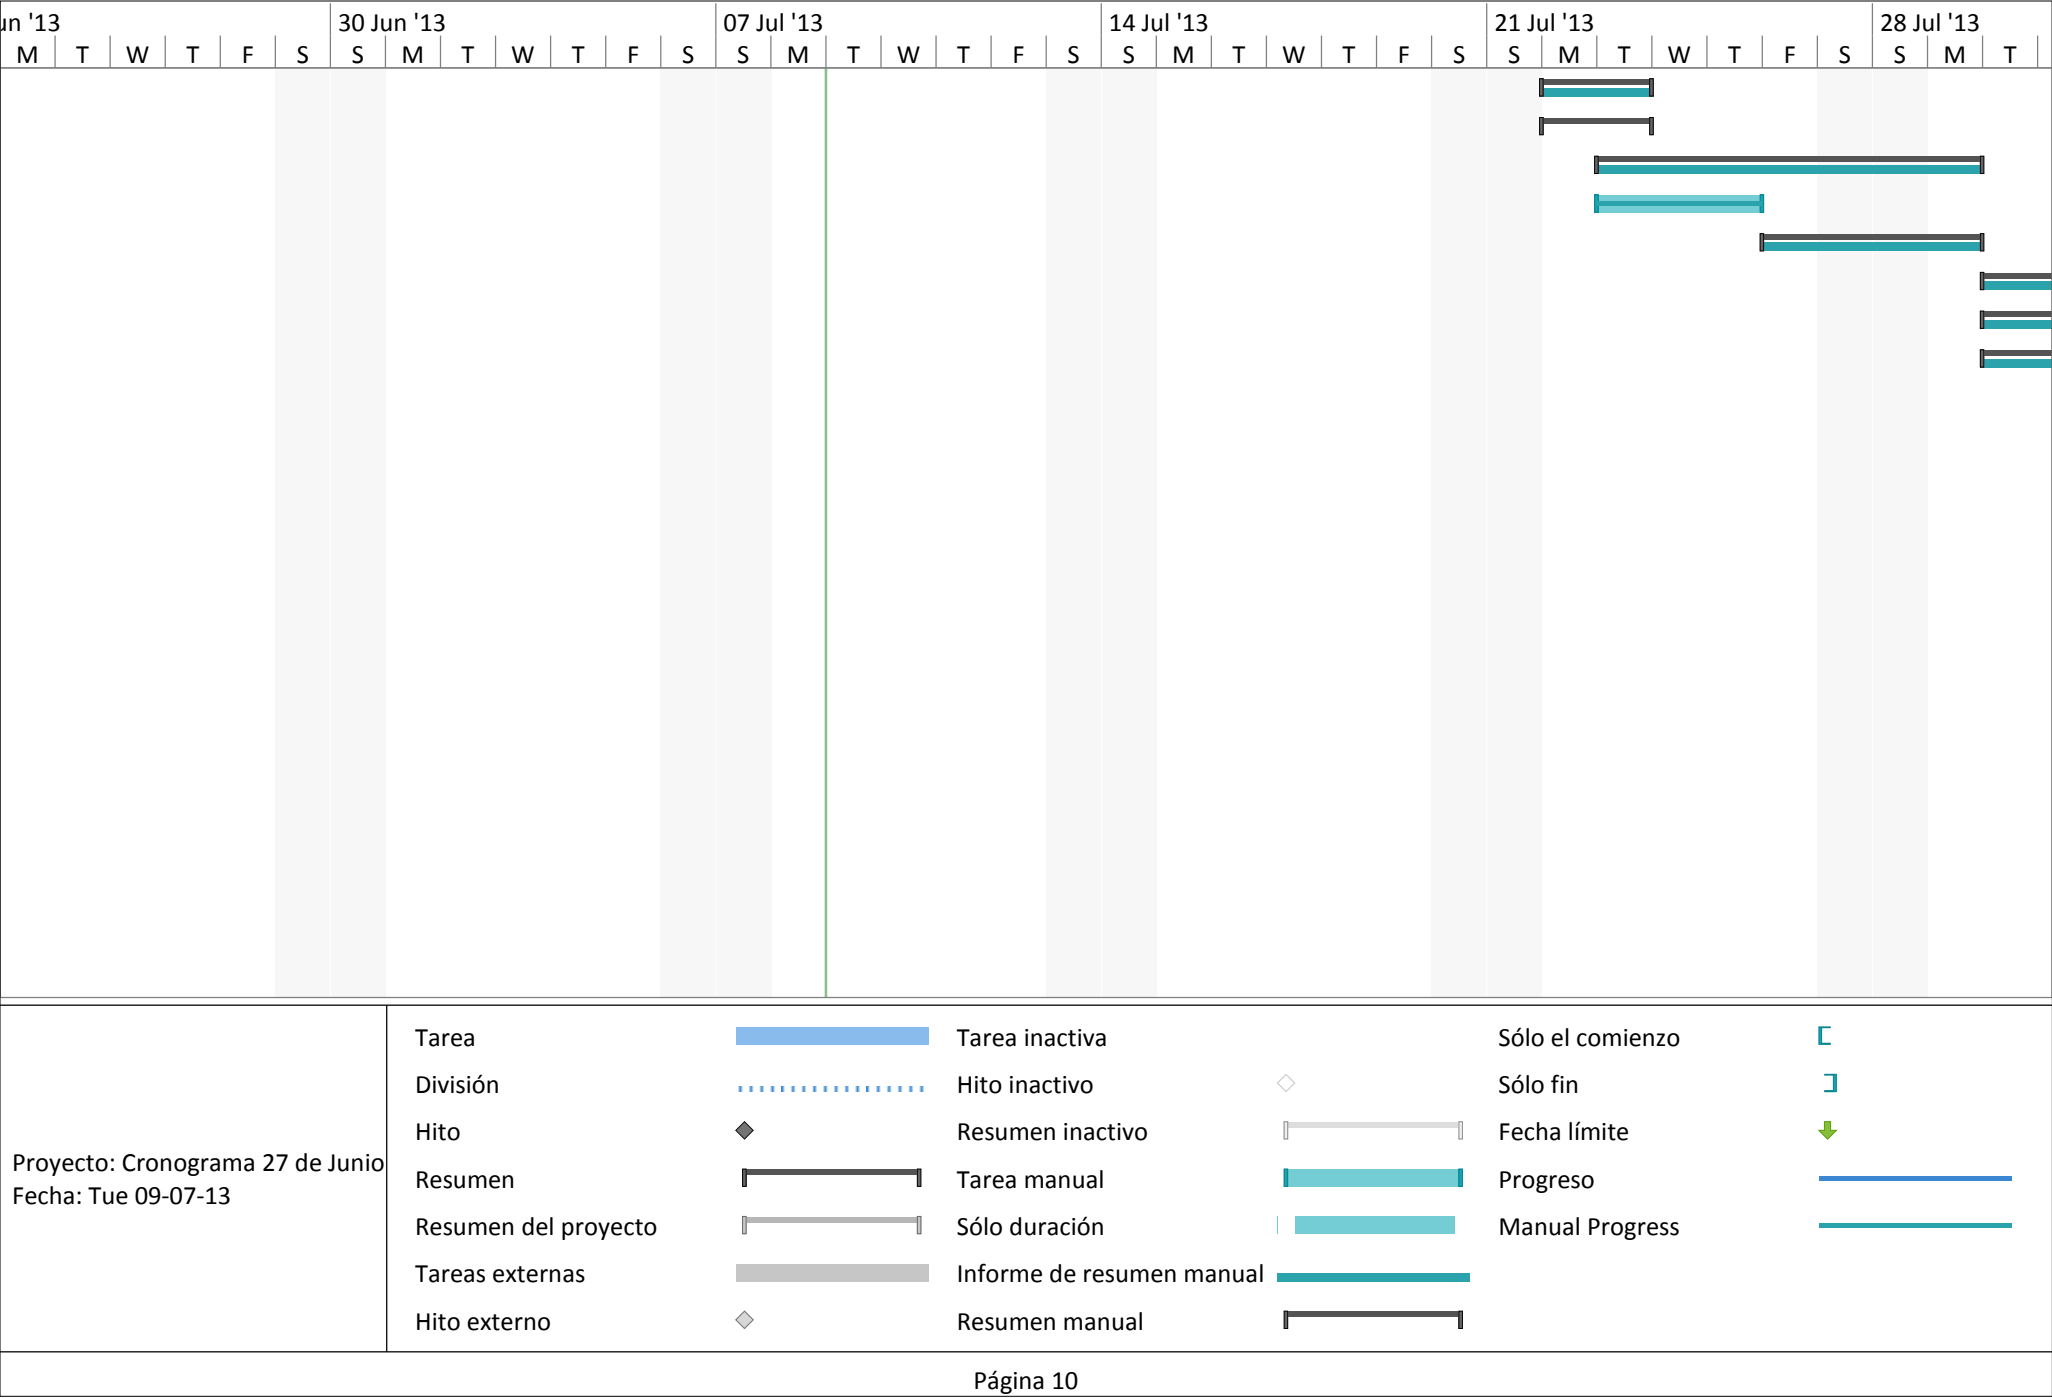 un '13 30 Jun '13 07 Jul '13 14 Jul '13 21 Jul '13 28 Jul '13
M T W T F S S M T W T F S S M T W T F S S M T W T F S S M T W T F S S M T
Tarea Tarea inactiva Sólo el comienzo
División Hito inactivo Sólo fin
Hito Resumen inactivo Fecha límite
Proyecto: Cronograma 27 de Junio
Fecha: Tue 09-07-13
Resumen Tarea manual Progreso
Resumen del proyecto Sólo duración Manual Progress
Tareas externas Informe de resumen manual
Hito externo Resumen manual
Página 10